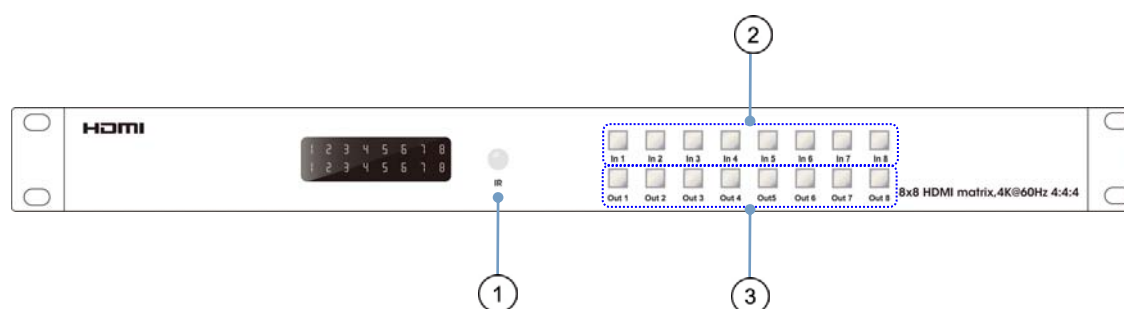 2
HDMI
1 2 3 4 5 6 7 8
1 2 3 4 5 6 7 8
IR
In 1 In 2 In 3 In 4 In 5 In 6 In 7 In 8
Out 1 Out 2 Out 3 Out 4 Out5 Out 6 Out 7 Out 8
8x8 HDMI matrix,4K@60Hz 4:4:4
1
3